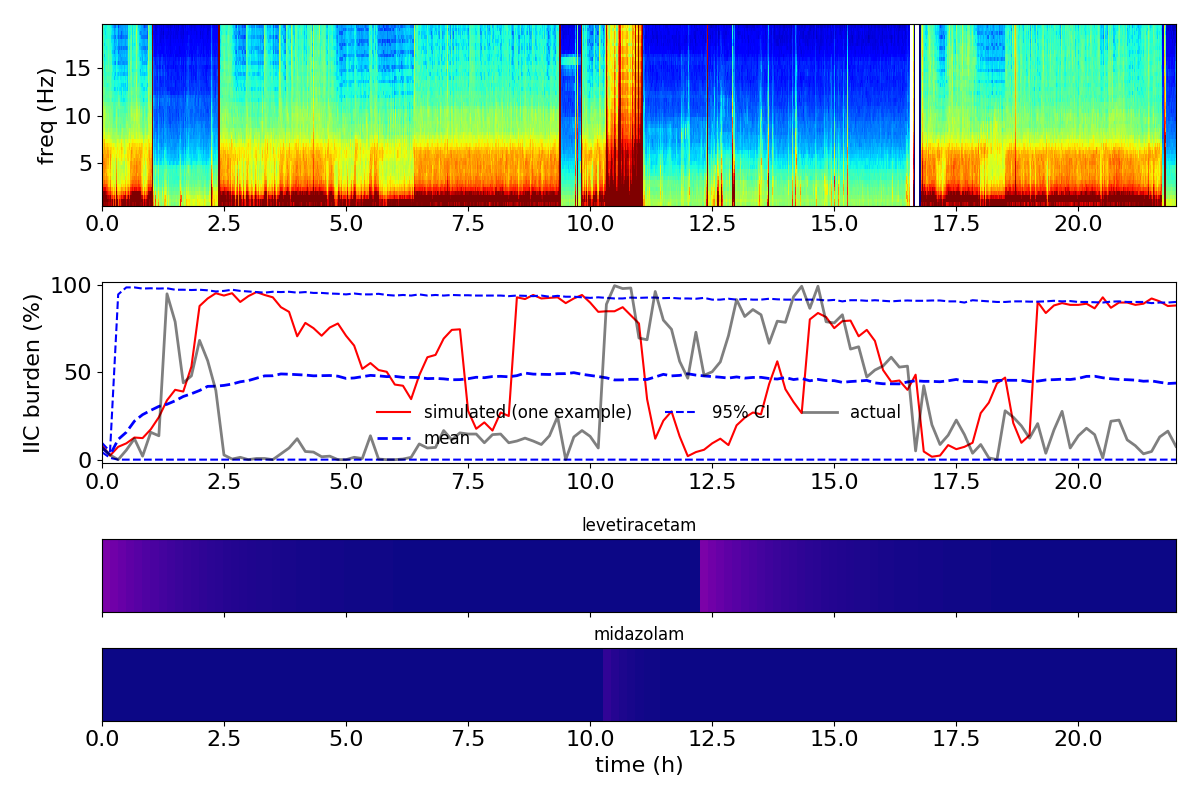 freq (Hz)
15
10
5
0.0 2.5 5.0 7.5 10.0 12.5 15.0 17.5 20.0
IIC burden (%)
100
50
0
simulated (one example) 95% CI actual
mean
0.0 2.5 5.0 7.5 10.0 12.5 15.0 17.5 20.0
levetiracetam
midazolam
0.0 2.5 5.0 7.5 10.0 12.5 15.0 17.5 20.0
time (h)